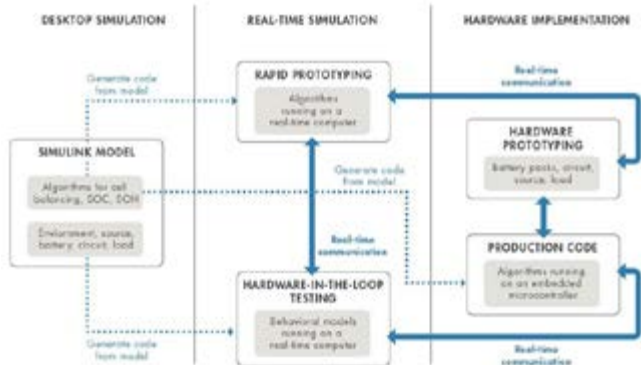 DESKTOP SIMULATION
REAL-TIME SIMULATION
HARDWARE IMPLEMENTATION
Generate code
from model
RAPID PROTOTYPING
Algorithms
running on a
real-time computer
Real-time
communication
SIMULINK MODEL
Algorithms for cell
balancing, SOC, SOH
Environment, source,
battery, circuit, load
Generate code
from model
HARDWARE
PROTOTYPING
Battery packs, circuit,
source, load
Real-time
communication
PRODUCTION CODE
Algorithms running
on an embedded
microcontroller
HARDWARE-IN-THE-LOOP
TESTING
Behavioral models
running on a
real-time computer
Generate code
from model
Real-time
communication